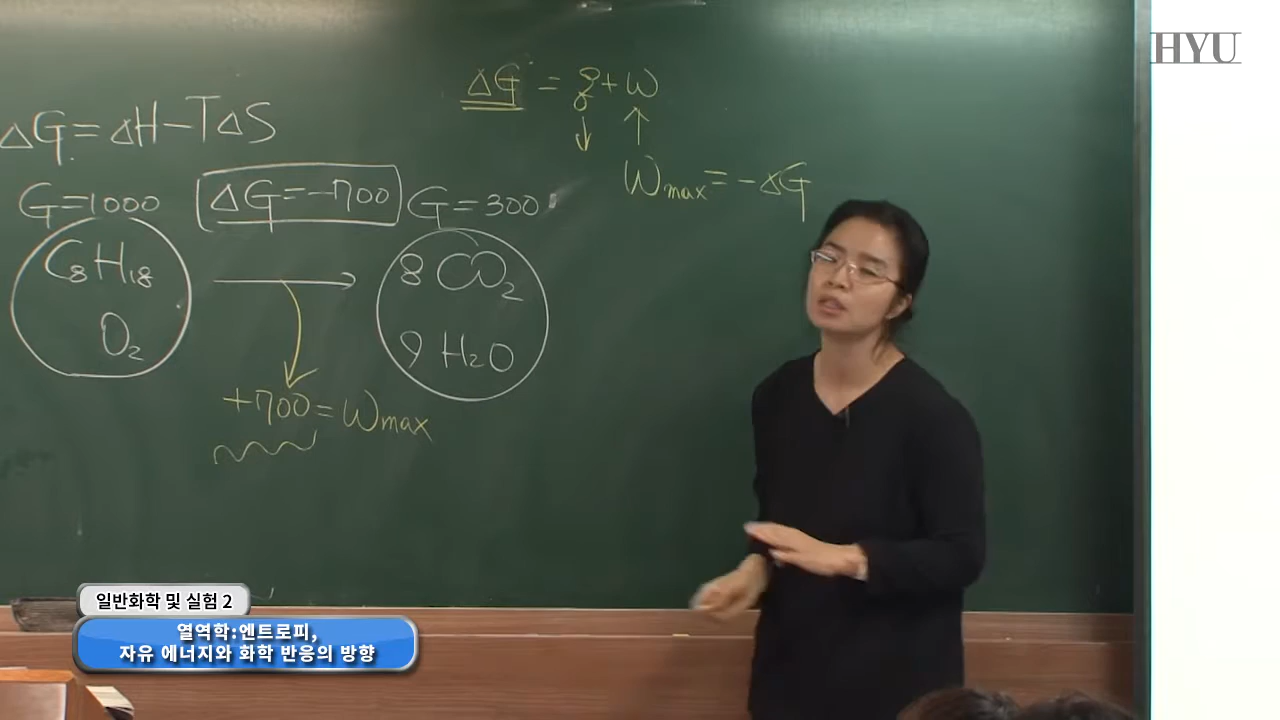 HYU
ΔG = q + w
↓ ↑
Wmax = -ΔG
ΔG = ΔH - TΔS
G=1000
ΔG=-700
G=300
C8H18
O2
→
8 CO2
9 H2O
+700 = Wmax
일반화학 및 실험 2
열역학:엔트로피,
자유 에너지와 화학 반응의 방향